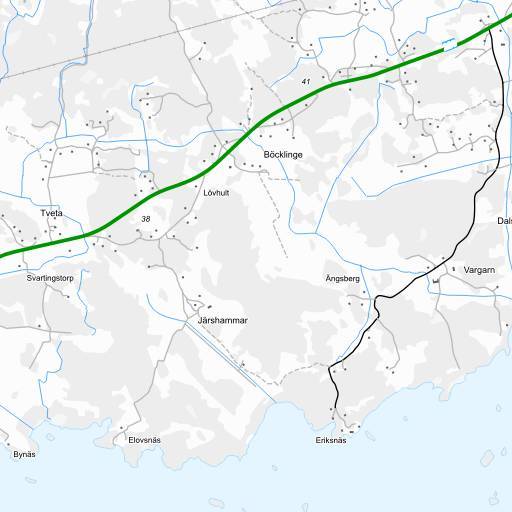 41
Böcklinge
Lövhult
Tveta
38
Dals
Vargarn
Svartingstorp
Ängsberg
Järshammar
Elovsnäs
Eriksnäs
Bynäs